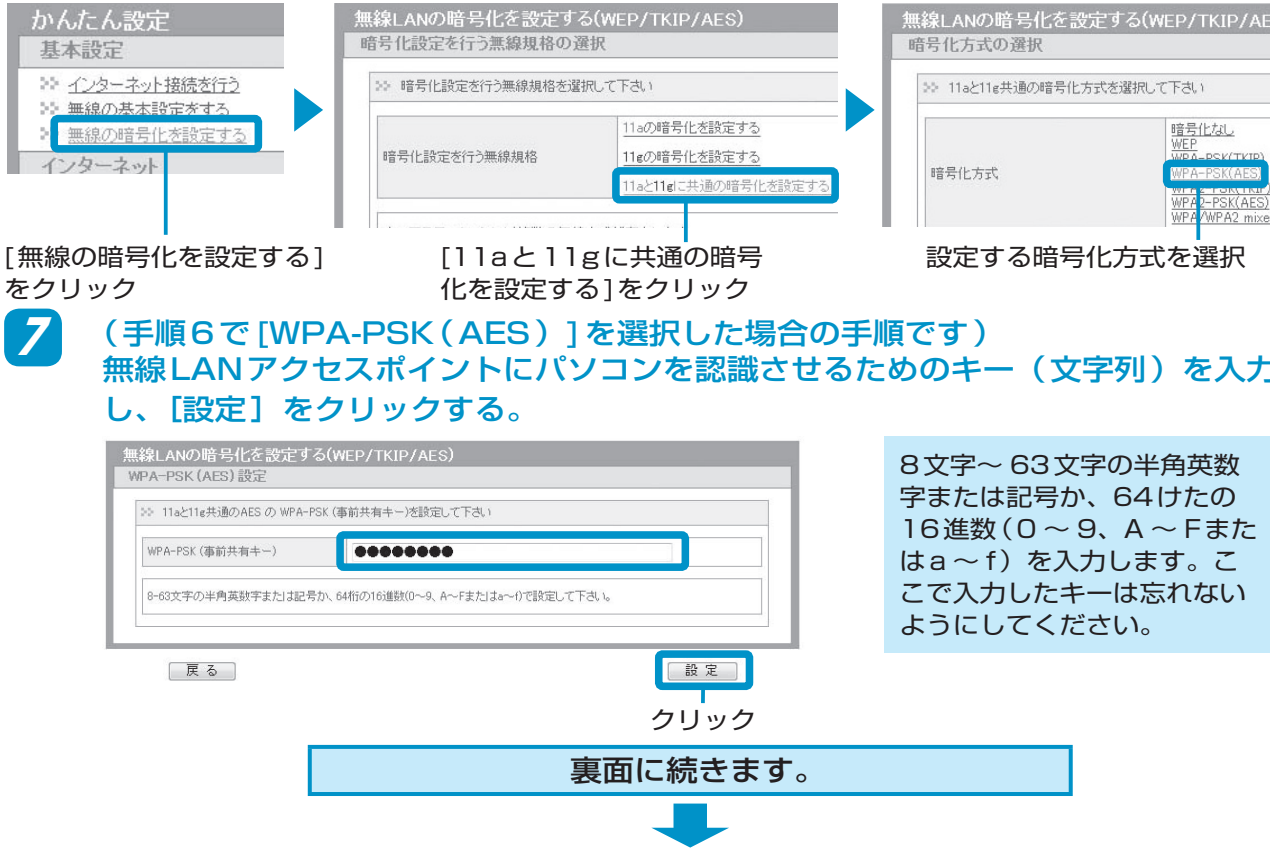 かんたん設定
基本設定
インターネット接続を行う
無線の基本設定をする
無線の暗号化を設定する
インターネット
[無線の暗号化を設定する]
をクリック
無線LANの暗号化を設定する(WEP/TKIP/AES)
暗号化設定を行う無線規格の選択
暗号化設定を行う無線規格を選択して下さい
暗号化設定を行う無線規格
11aの暗号化を設定する
11gの暗号化を設定する
11aと11gに共通の暗号化を設定する
[11aと11gに共通の暗号
化を設定する]をクリック
無線LANの暗号化を設定する(WEP/TKIP/AE
暗号化方式の選択
11aと11g共通の暗号化方式を選択して下さい
暗号化方式
暗号化なし
WEP
WPA-PSK(TKIP)
WPA-PSK(AES)
WPA2-PSK(TKIP)
WPA2-PSK(AES)
WPA/WPA2 mixe
設定する暗号化方式を選択
7
(手順6で[WPA-PSK(AES)]を選択した場合の手順です)
無線LANアクセスポイントにパソコンを認識させるためのキー(文字列)を入力
し、[設定]をクリックする。
無線LANの暗号化を設定する(WEP/TKIP/AES)
WPA-PSK(AES)設定
11aと11g共通のAES の WPA-PSK(事前共有キー)を設定して下さい
WPA-PSK(事前共有キー)
●●●●●●●●
8-63文字の半角英数字または記号か、64桁の16進数(0~9、A~Fまたはa~f)で設定して下さい。
戻る
設定
クリック
8文字~63文字の半角英数
字または記号か、64けたの
16進数(0~9、A~Fまた
はa~f)を入力します。こ
こで入力したキーは忘れない
ようにしてください。
裏面に続きます。